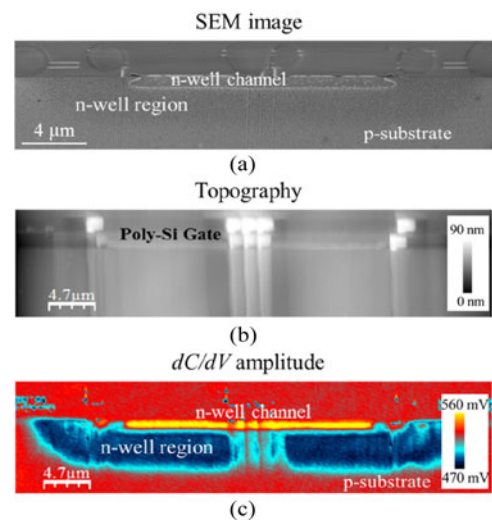 SEM image
n-well channel
n-well region
p-substrate
4 μm
(a)
Topography
Poly-Si Gate
90 nm
0 nm
4.7μm
(b)
dC/dV amplitude
560 mV
n-well channel
n-well region
470 mV
4.7μm
p-substrate
(c)